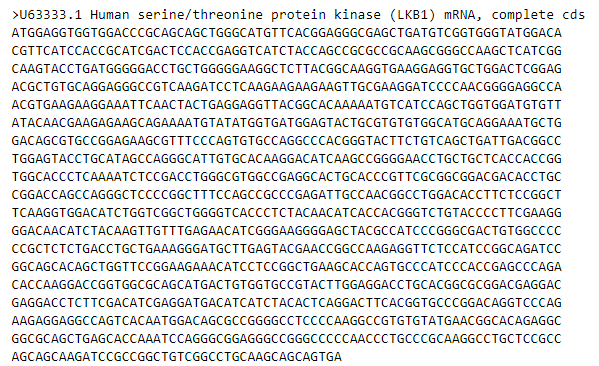 >U63333.1 Human serine/threonine protein kinase (LKB1) mRNA, complete cds
ATGGAGGTGGTGGACCCGCAGCAGCTGGGCATGTTCACGGAGGGCGAGCTGATGTCGGTGGGTATGGACA
CGTTCATCCACCGCATCGACTCCACCGAGGTCATCTACCAGCCGCGCCGCAAGCGGGCCAAGCTCATCGG
CAAGTACCTGATGGGGGACCTGCTGGGGGAAGGCTCTTACGGCAAGGTGAAGGAGGTGCTGGACTCGGAG
ACGCTGTGCAGGAGGGCCGTCAAGATCCTCAAGAAGAAGAAGTTGCGAAGGATCCCCAACGGGGAGGCCA
ACGTGAAGAAGGAAATTCAACTACTGAGGAGGTTACGGCACAAAAATGTCATCCAGCTGGTGGATGTGTT
ATACAACGAAGAGAAGCAGAAAATGTATATGGTGATGGAGTACTGCGTGTGTGGCATGCAGGAAATGCTG
GACAGCGTGCCGGAGAAGCGTTTCCCAGTGTGCCAGGCCCACGGGTACTTCTGTCAGCTGATTGACGGCC
TGGAGTACCTGCATAGCCAGGGCATTGTGCACAAGGACATCAAGCCGGGGAACCTGCTGCTCACCACCGG
TGGCACCCTCAAAATCTCCGACCTGGGCGTGGCCGAGGCACTGCACCCGTTCGCGGCGGACGACACCTGC
CGGACCAGCCAGGGCTCCCCGGCTTTCCAGCCGCCCGAGATTGCCAACGGCCTGGACACCTTCTCCGGCT
TCAAGGTGGACATCTGGTCGGCTGGGGTCACCCTCTACAACATCACCACGGGTCTGTACCCCTTCGAAGG
GGACAACATCTACAAGTTGTTTGAGAACATCGGGAAGGGGAGCTACGCCATCCCGGGCGACTGTGGCCCC
CCGCTCTCTGACCTGCTGAAAGGGATGCTTGAGTACGAACCGGCCAAGAGGTTCTCCATCCGGCAGATCC
GGCAGCACAGCTGGTTCCGGAAGAAACATCCTCCGGCTGAAGCACCAGTGCCCATCCCACCGAGCCCAGA
CACCAAGGACCGGTGGCGCAGCATGACTGTGGTGCCGTACTTGGAGGACCTGCACGGCGCGGACGAGGAC
GAGGACCTCTTCGACATCGAGGATGACATCATCTACACTCAGGACTTCACGGTGCCCGGACAGGTCCCAG
AAGAGGAGGCCAGTCACAATGGACAGCGCCGGGGCCTCCCCAAGGCCGTGTGTATGAACGGCACAGAGGC
GGCGCAGCTGAGCACCAAATCCAGGGCGGAGGGCCGGGCCCCCAACCCTGCCCGCAAGGCCTGCTCCGCC
AGCAGCAAGATCCGCCGGCTGTCGGCCTGCAAGCAGCAGTGA